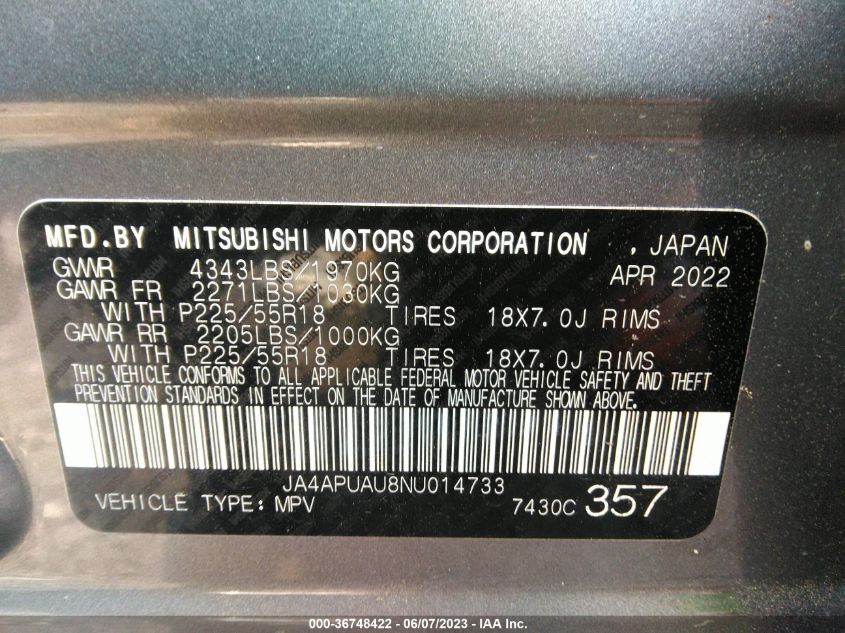 MFD.BY MITSUBISHI MOTORS CORPORATION , JAPAN
GVWR 4343LBS/1970KG APR 2022
GAWR FR 2271LBS/1030KG
WITH P225/55R18 TIRES 18X7.0J RIMS
GAWR RR 2205LBS/1000KG
WITH P225/55R18 TIRES 18X7.0J RIMS
THIS VEHICLE CONFORMS TO ALL APPLICABLE FEDERAL MOTOR VEHICLE SAFETY AND THEFT
PREVENTION STANDARDS IN EFFECT ON THE DATE OF MANUFACTURE SHOWN ABOVE.
JA4APUAU8NU014733
VEHICLE TYPE: MPV 7430C 357
000-36748422 - 06/07/2023 - © IAA Inc.